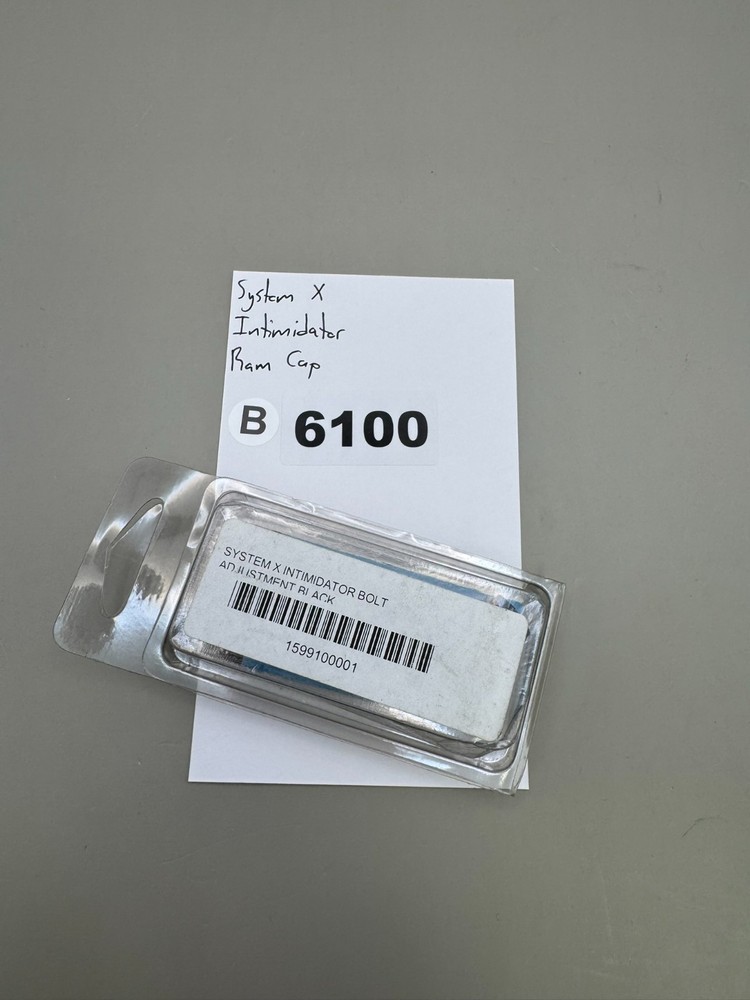 System X
Intimidator
Ram Cap
B 6100
SYSTEM X INTIMIDATOR BOLT
ADJUSTMENT BLACK
1599100001